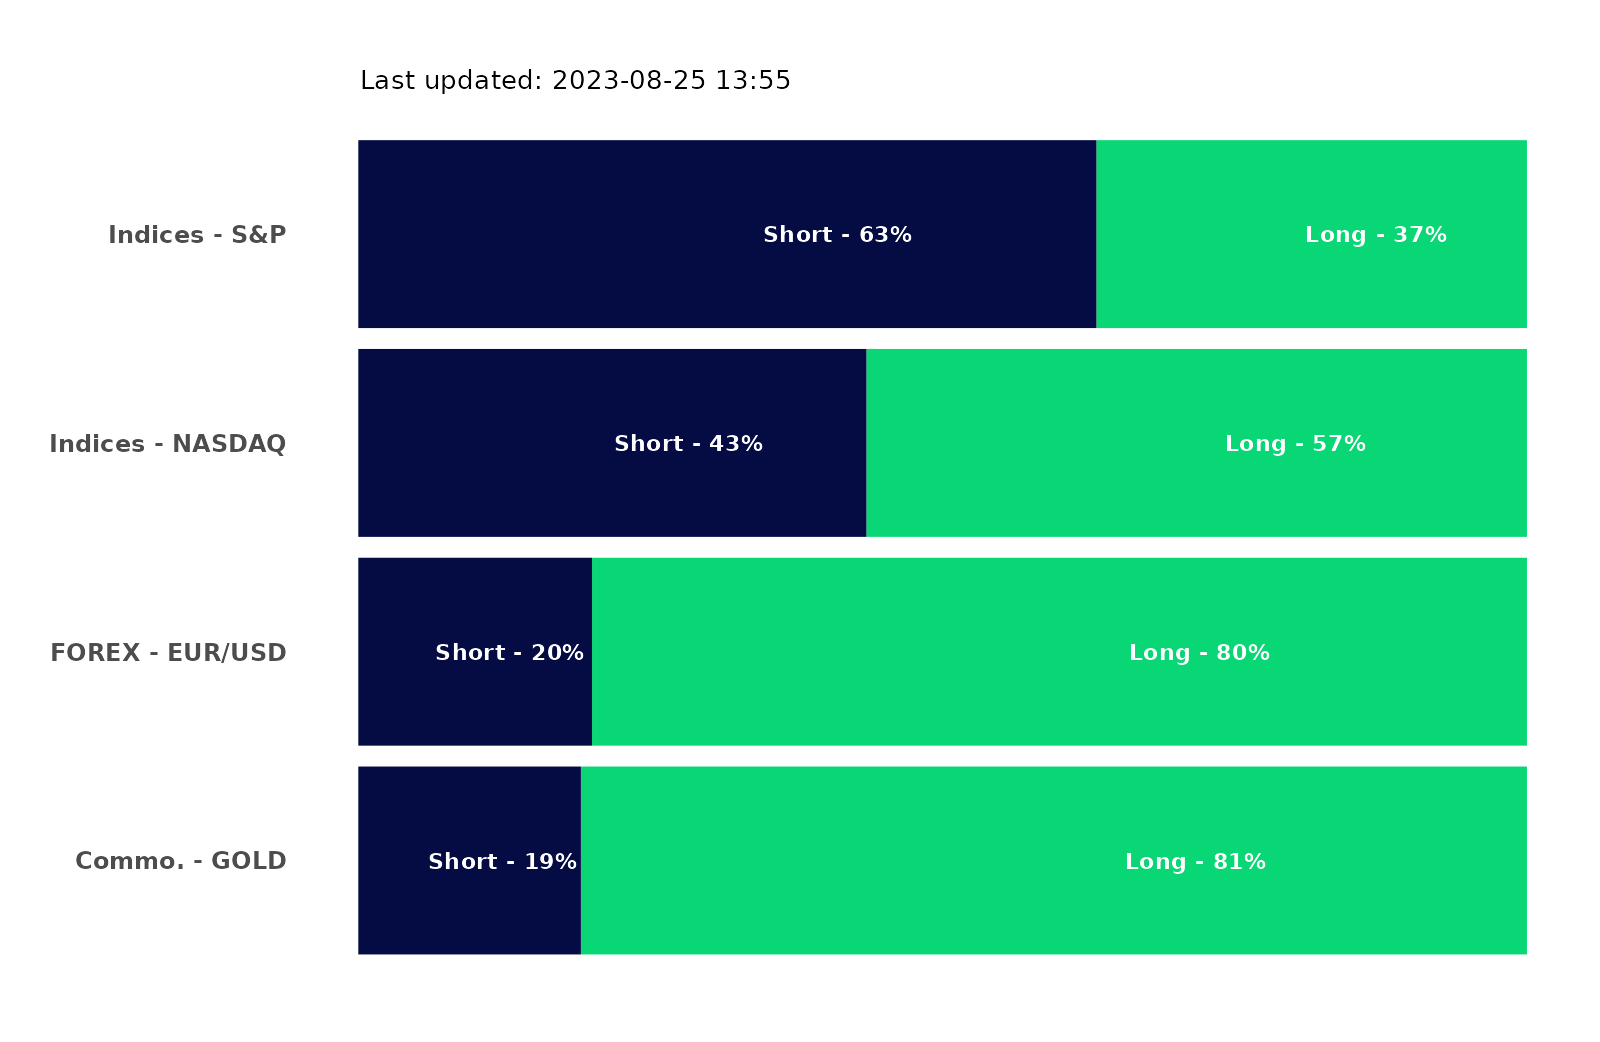 Last updated: 2023-08-25 13:55
Indices - S&P Short - 63% Long - 37%
Indices - NASDAQ Short - 43% Long - 57%
FOREX - EUR/USD Short - 20% Long - 80%
Commo. - GOLD Short - 19% Long - 81%